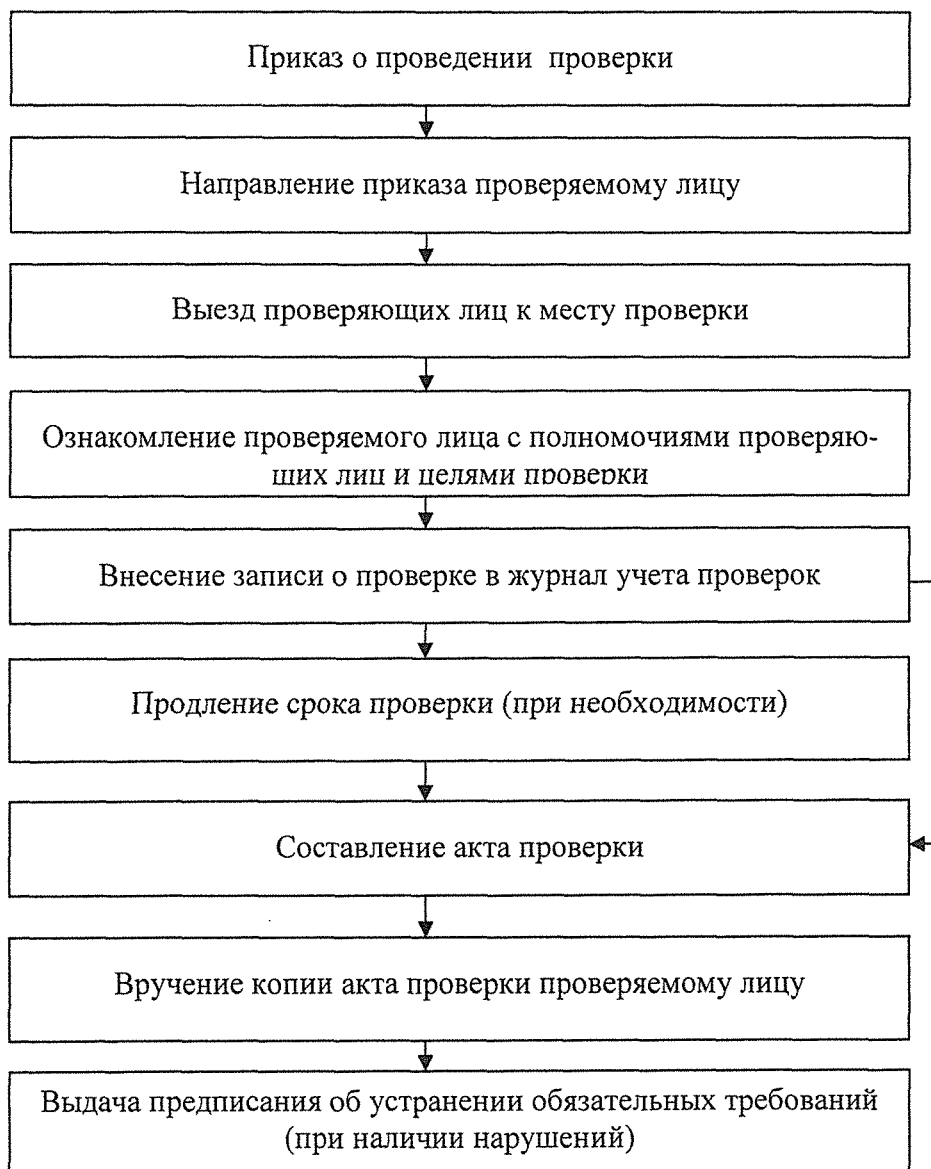 Приказ о проведении проверки
Направление приказа проверяемому лицу
Выезд проверяющих лиц к месту проверки
Ознакомление проверяемого лица с полномочиями проверяю-
щих лиц и целями проверки
Внесение записи о проверке в журнал учета проверок
Продление срока проверки (при необходимости)
Составление акта проверки
Вручение копии акта проверки проверяемому лицу
Выдача предписания об устранении обязательных требований
(при наличии нарушений)